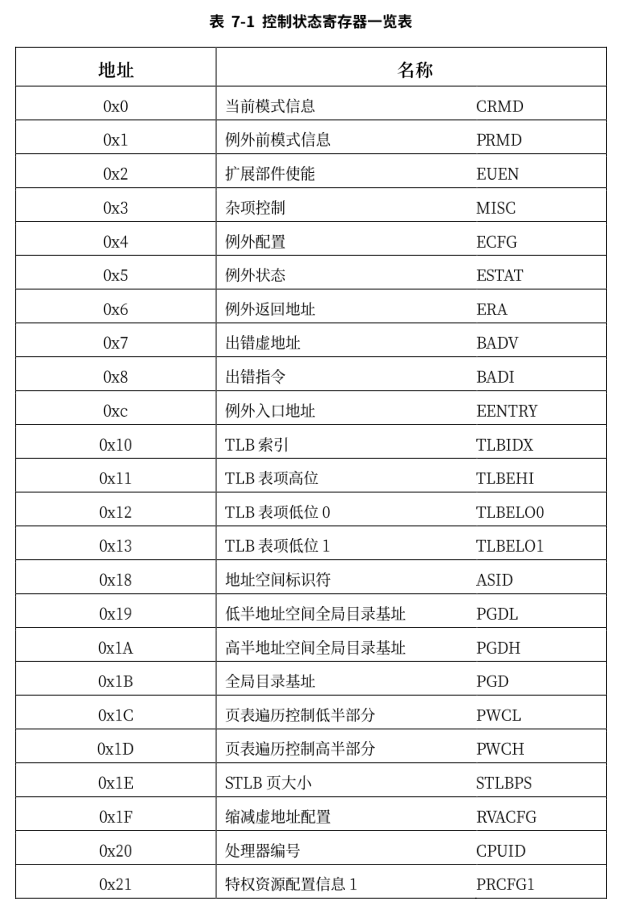 表 7-1 控制状态寄存器一览表
地址 名称
0x0 当前模式信息 CRMD
0x1 例外前模式信息 PRMD
0x2 扩展部件使能 EUEN
0x3 杂项控制 MISC
0x4 例外配置 ECFG
0x5 例外状态 ESTAT
0x6 例外返回地址 ERA
0x7 出错虚地址 BADV
0x8 出错指令 BADI
0xc 例外入口地址 EENTRY
0x10 TLB 索引 TLBIDX
0x11 TLB 表项高位 TLBEHI
0x12 TLB 表项低位 0 TLBELO0
0x13 TLB 表项低位 1 TLBELO1
0x18 地址空间标识符 ASID
0x19 低半地址空间全局目录基址 PGDL
0x1A 高半地址空间全局目录基址 PGDH
0x1B 全局目录基址 PGD
0x1C 页表遍历控制低半部分 PWCL
0x1D 页表遍历控制高半部分 PWCH
0x1E STLB 页大小 STLBPS
0x1F 缩减虚地址配置 RVACFG
0x20 处理器编号 CPUID
0x21 特权资源配置信息 1 PRCFG1